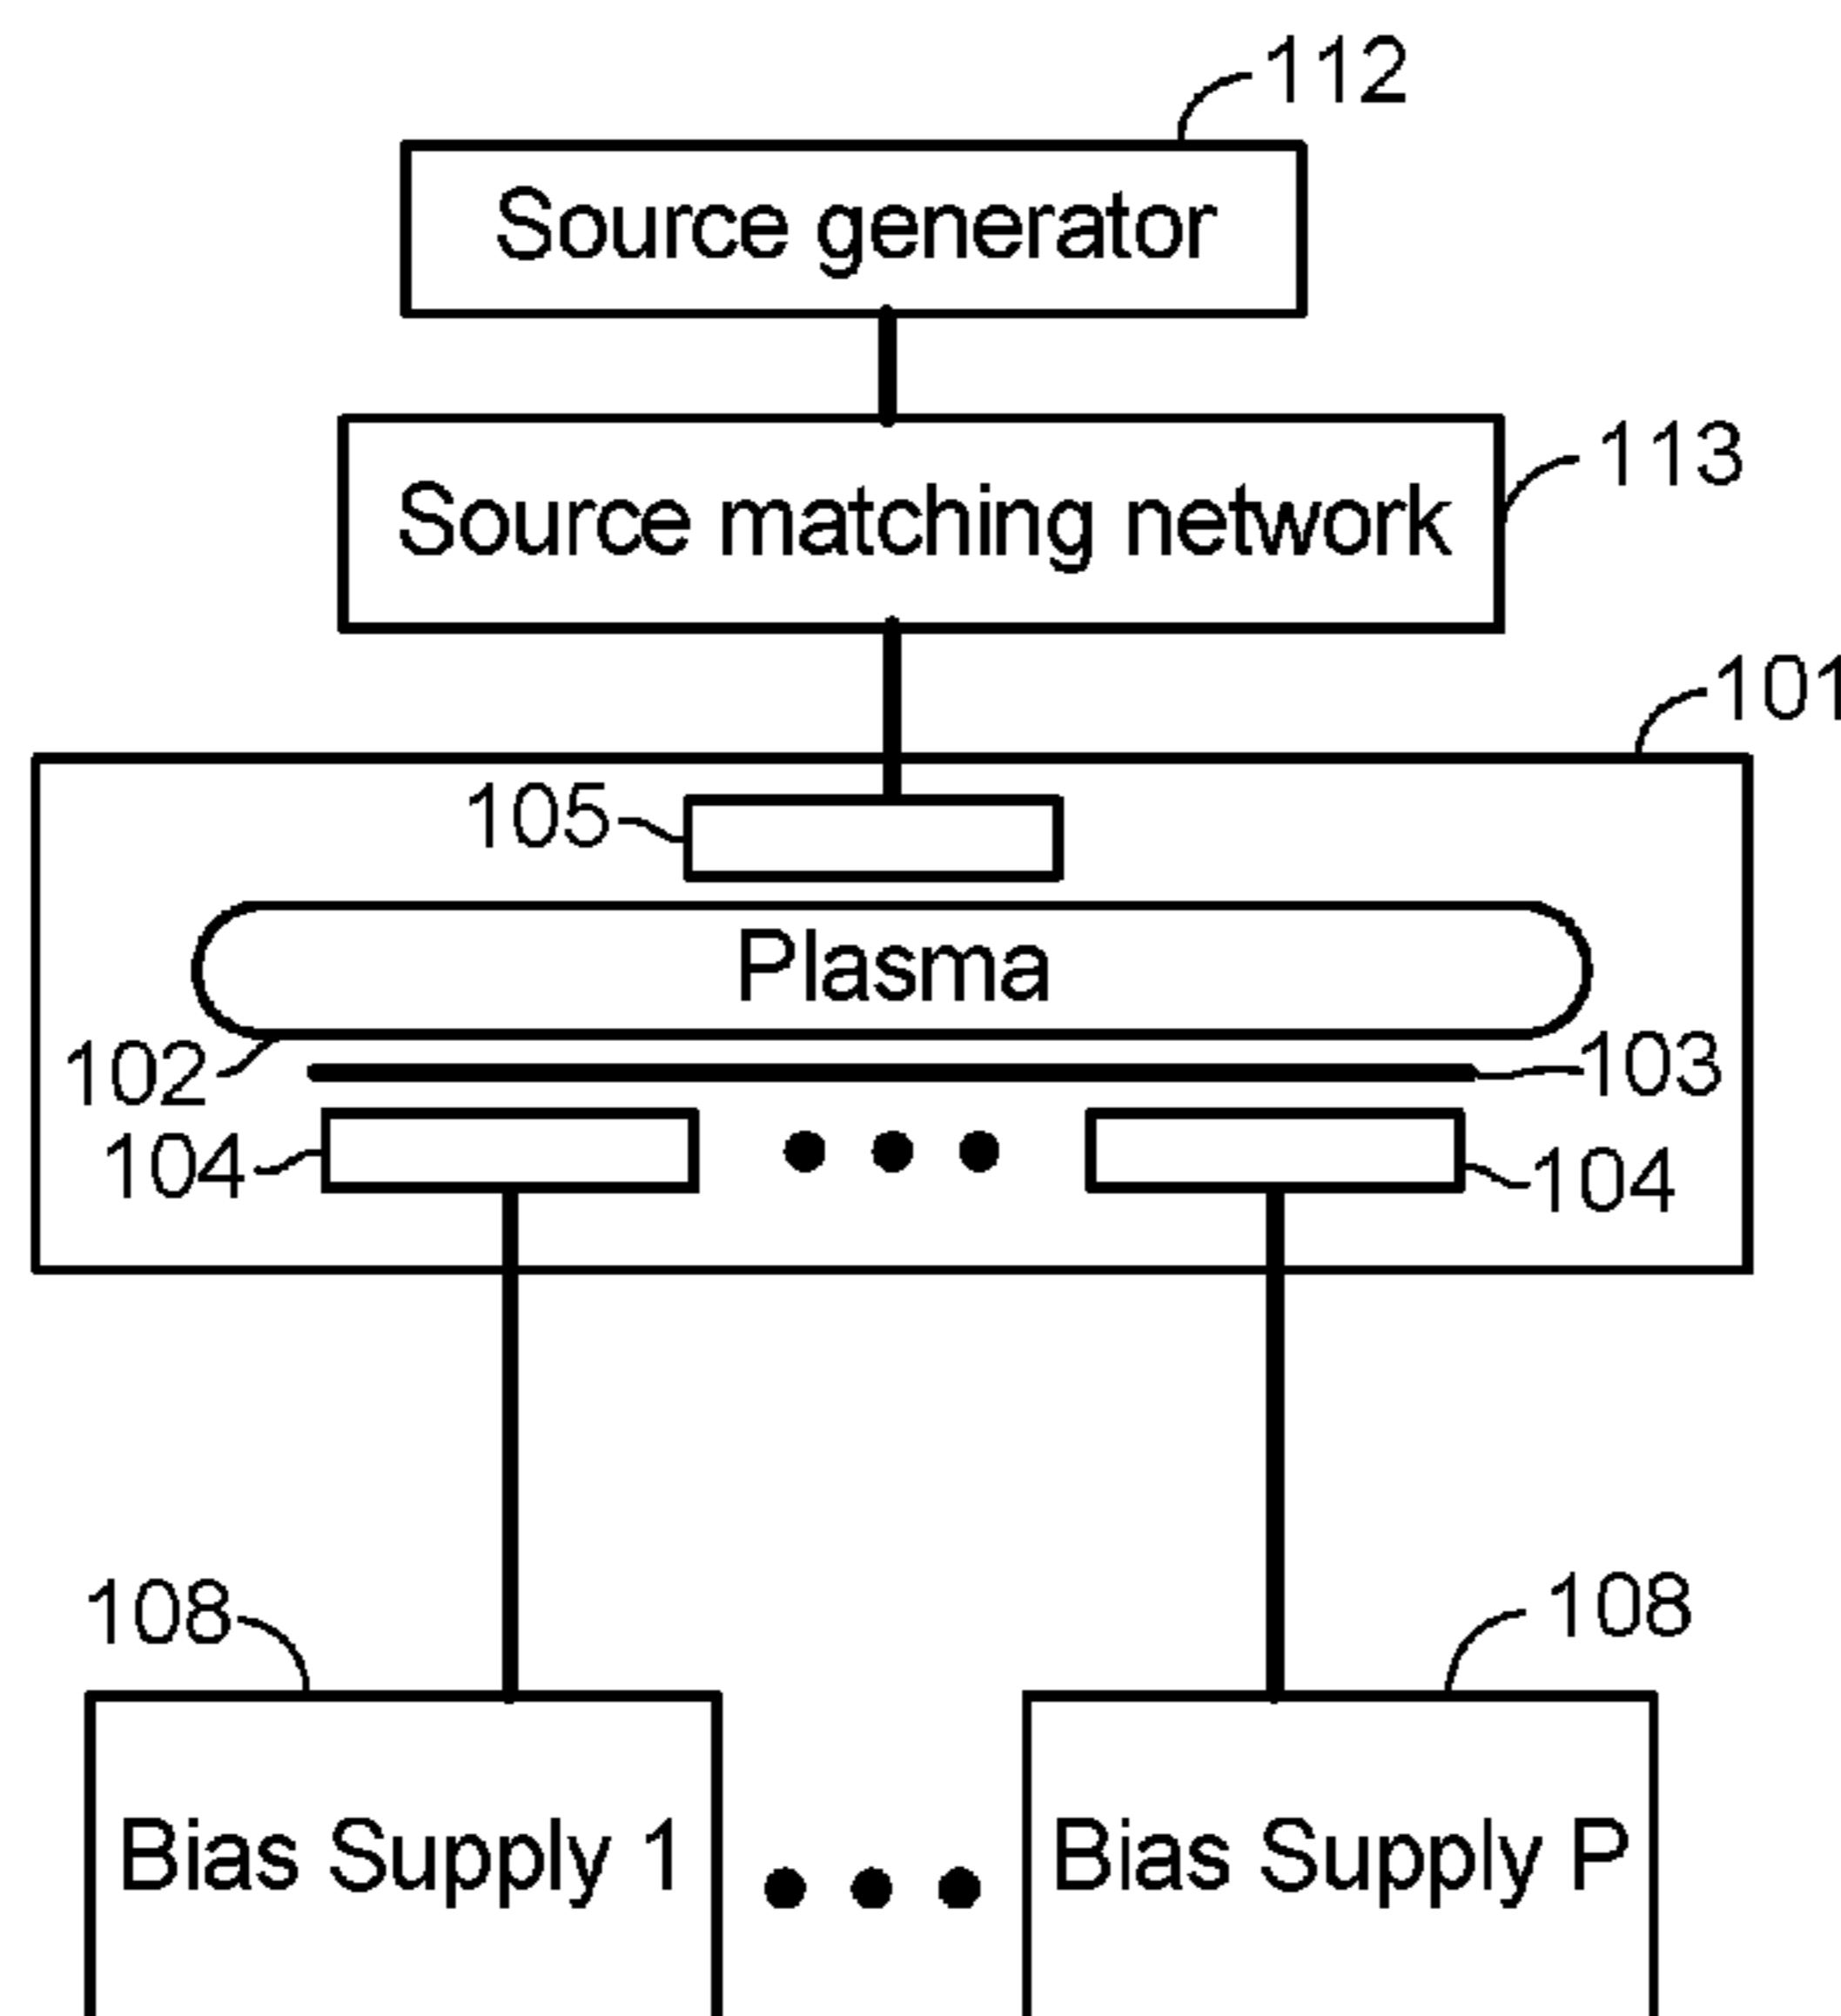 112
Source generator
113
Source matching network
101
105
Plasma
102
103
104
104
108
108
Bias Supply 1
Bias Supply P